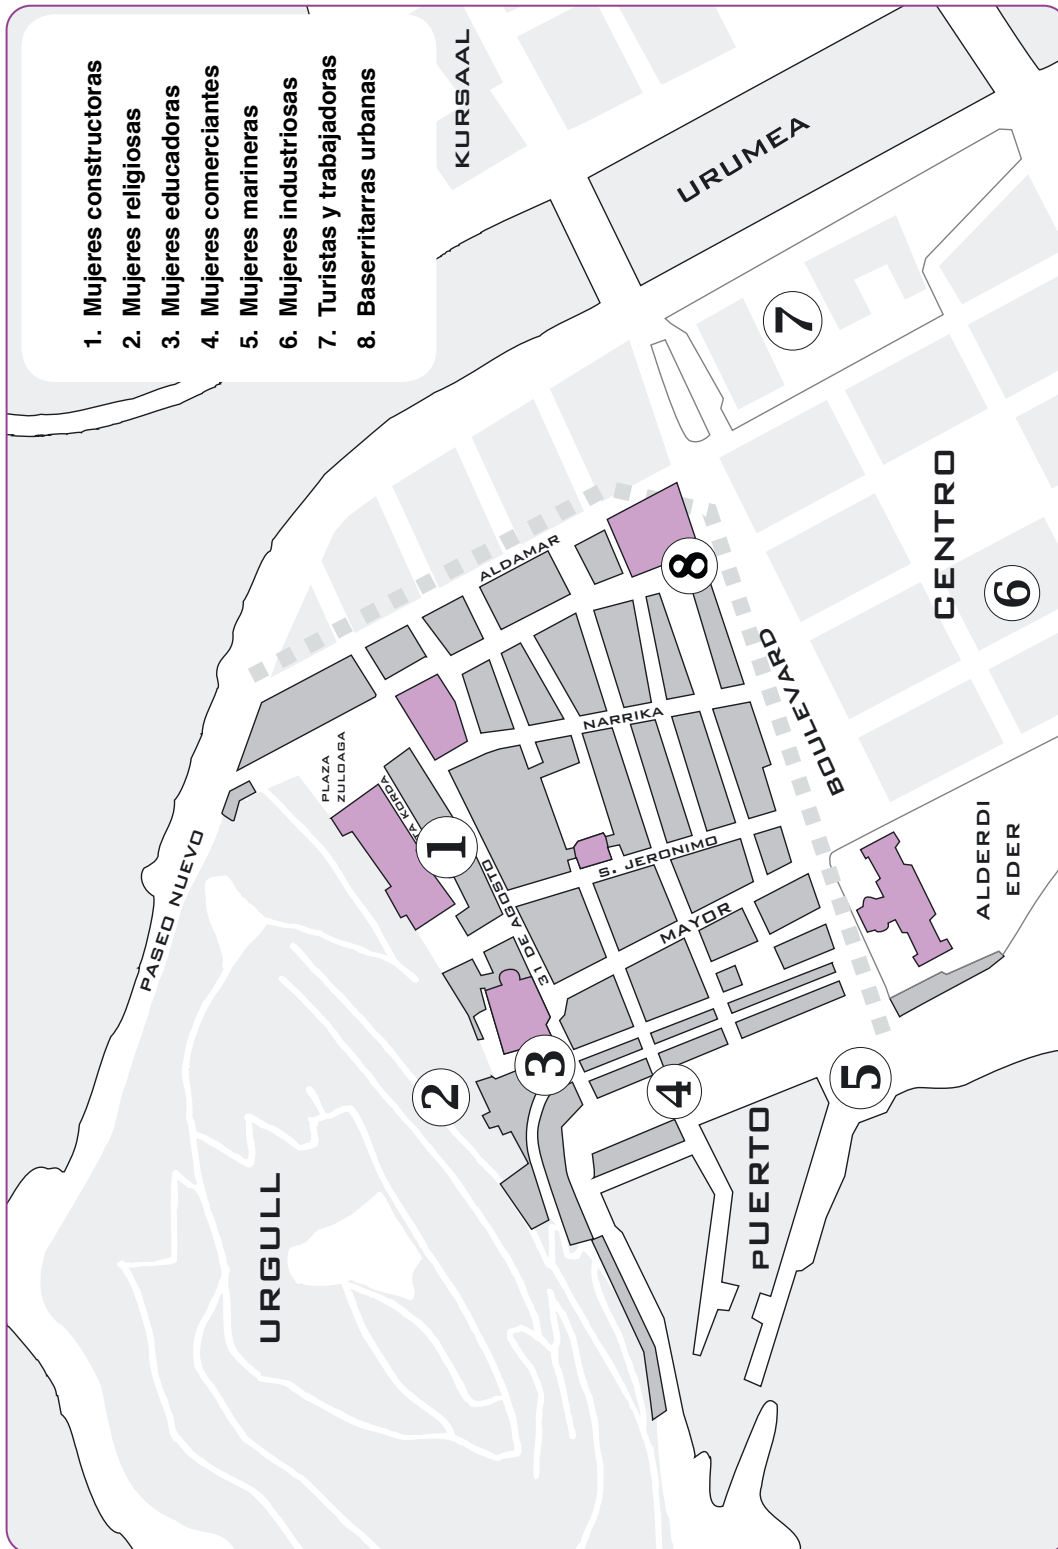 1. Mujeres constructoras
2. Mujeres religiosas
3. Mujeres educadoras
4. Mujeres comerciantes
5. Mujeres marineras
6. Mujeres industriosas
7. Turistas y trabajadoras
8. Baserritarras urbanas
KURSAAL
URUMEA
PASEO NUEVO
PLAZA
ZULOAGA
ALDAMAR
NARRIKA
TA KORDA
31 DE AGOSTO
S. JERONIMO
MAYOR
BOULEVARD
CENTRO
ALDERDI
EDER
PUERTO
URGULL
1
2
3
4
5
6
7
8